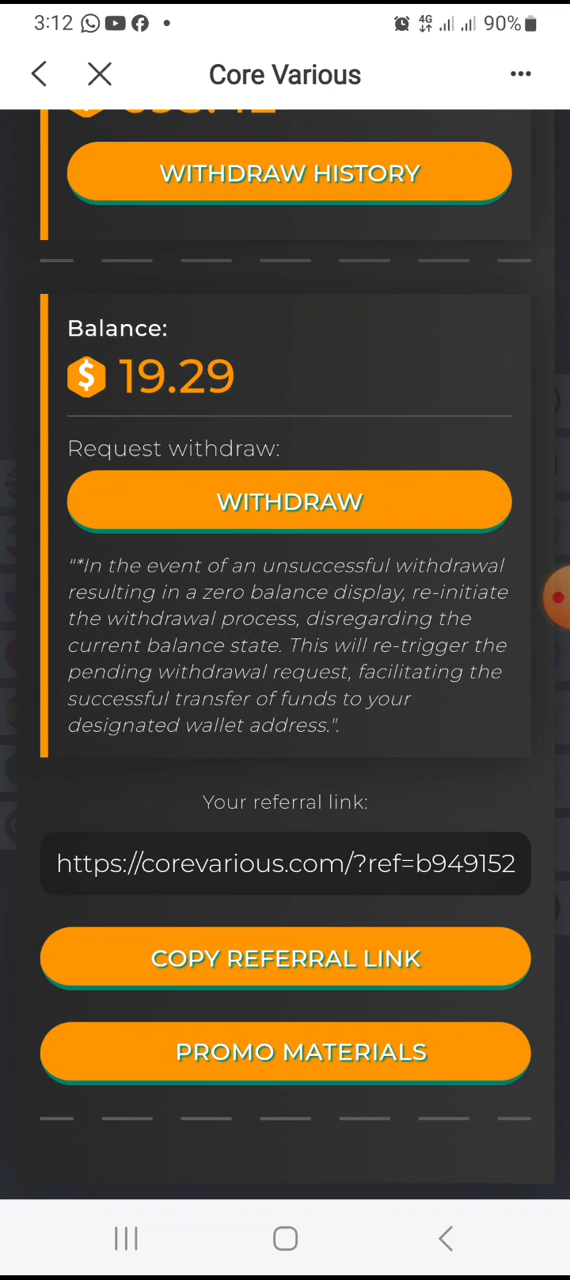 3:12 4G 90%
Core Various
WITHDRAW HISTORY
Balance:
$ 19.29
Request withdraw:
WITHDRAW
"*In the event of an unsuccessful withdrawal
resulting in a zero balance display, re-initiate
the withdrawal process, disregarding the
current balance state. This will re-trigger the
pending withdrawal request, facilitating the
successful transfer of funds to your
designated wallet address.".
Your referral link:
https://corevarious.com/?ref=b949152
COPY REFERRAL LINK
PROMO MATERIALS